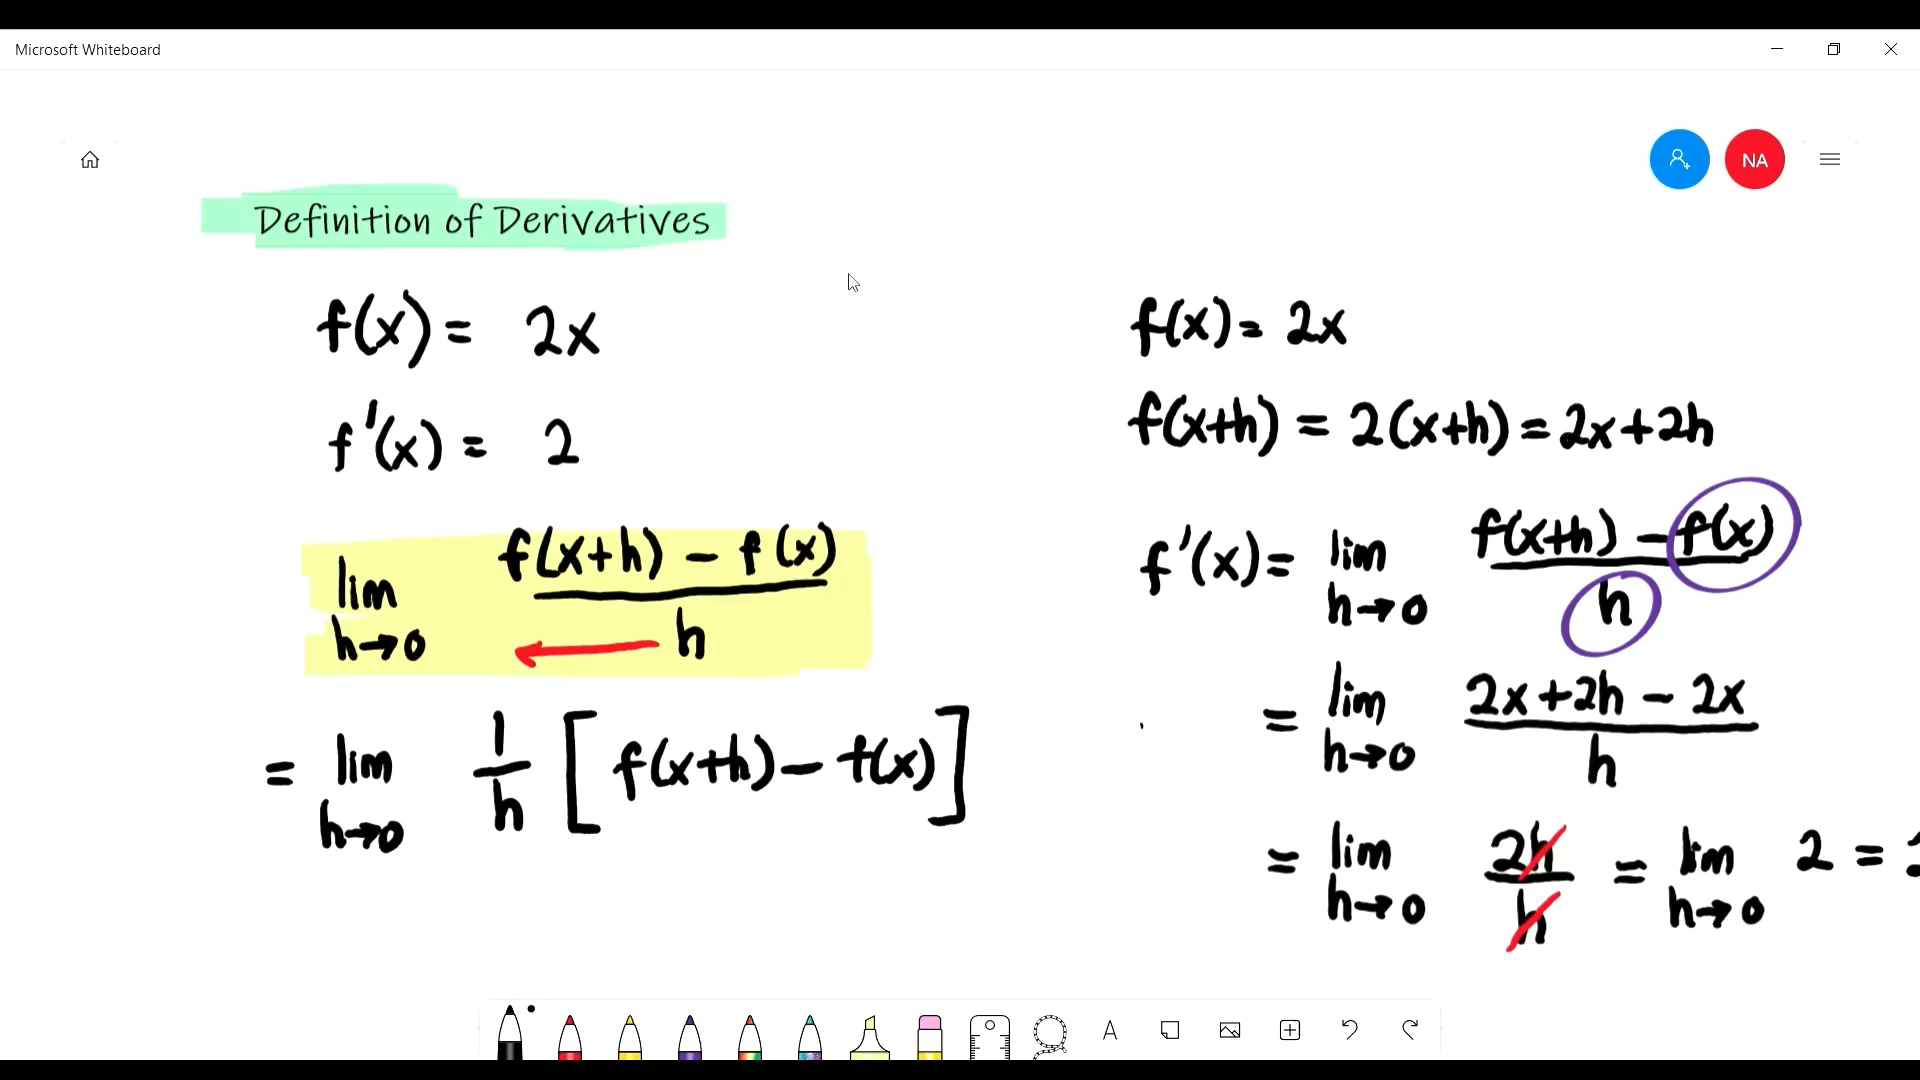 Microsoft Whiteboard
NA
Definition of Derivatives
f(x) = 2x
f'(x) = 2
lim h→0 f(x+h) - f(x) / h
= lim h→0 1/h [f(x+h) - f(x)]
f(x) = 2x
f(x+h) = 2(x+h) = 2x+2h
f'(x) = lim h→0 f(x+h) - f(x) / h
= lim h→0 2x+2h - 2x / h
= lim h→0 2h/h = lim h→0 2 =